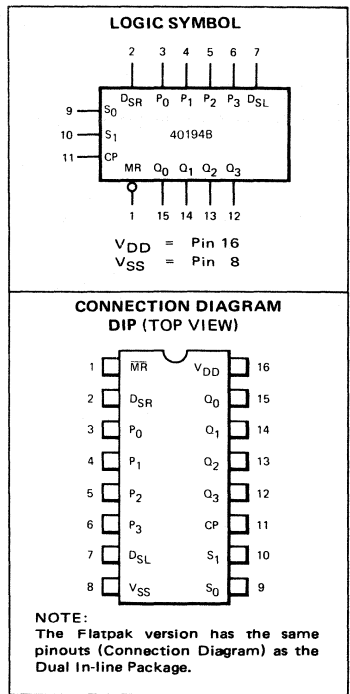 LOGIC SYMBOL
2 3 4 5 6 7
DSR P0 P1 P2 P3 DSL
9 S0
10 S1 40194B
11 CP
MR Q0 Q1 Q2 Q3
1 15 14 13 12
VDD = Pin 16
VSS = Pin 8
CONNECTION DIAGRAM
DIP (TOP VIEW)
1 M̅R̅ VDD 16
2 DSR Q0 15
3 P0 Q1 14
4 P1 Q2 13
5 P2 Q3 12
6 P3 CP 11
7 DSL S1 10
8 VSS S0 9
NOTE:
The Flatpak version has the same
pinouts (Connection Diagram) as the
Dual In-line Package.